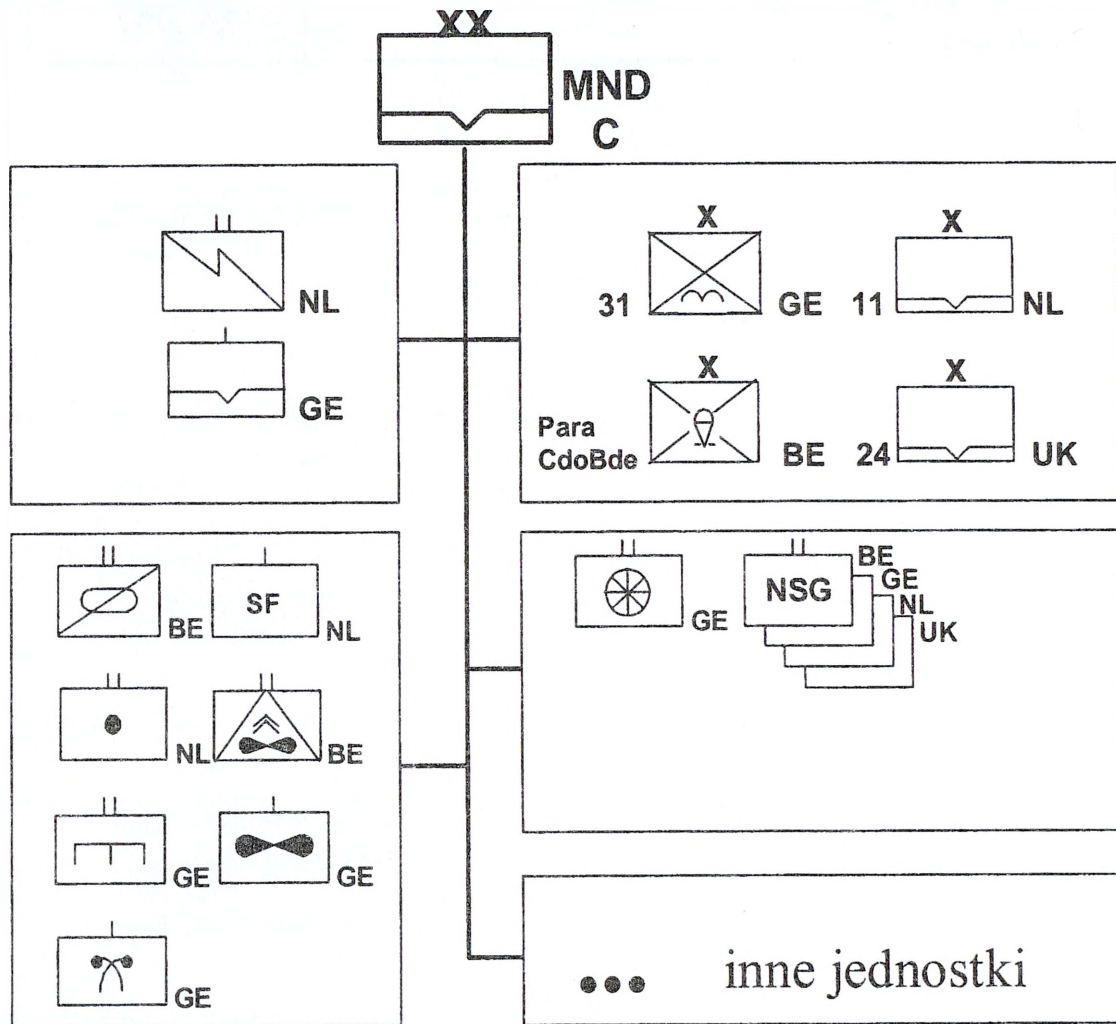 XX
MND
C
NL
GE
X
31
GE
X
11
NL
X
Para
CdoBde
BE
X
24
UK
BE
SF
NL
NL
BE
GE
GE
GE
GE
NSG
BE
GE
NL
UK
... inne jednostki